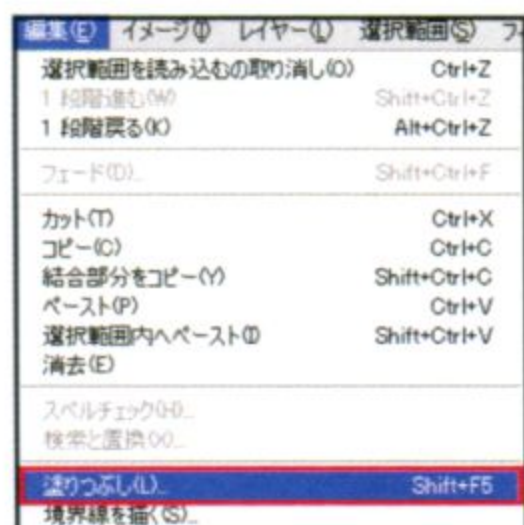 編集(E) イメージ(I) レイヤー(L) 選択範囲(S) フ
選択範囲を読み込むの取り消し(O) Ctrl+Z
1 段階進む(W) Shift+Ctrl+Z
1 段階戻る(K) Alt+Ctrl+Z
フェード(D)... Shift+Ctrl+F
カット(T) Ctrl+X
コピー(C) Ctrl+C
結合部分をコピー(Y) Shift+Ctrl+C
ペースト(P) Ctrl+V
選択範囲内へペースト(I) Shift+Ctrl+V
消去(E)
スペルチェック(H)...
検索と置換(X)...
塗りつぶし(L)... Shift+F5
境界線を描く(S)...